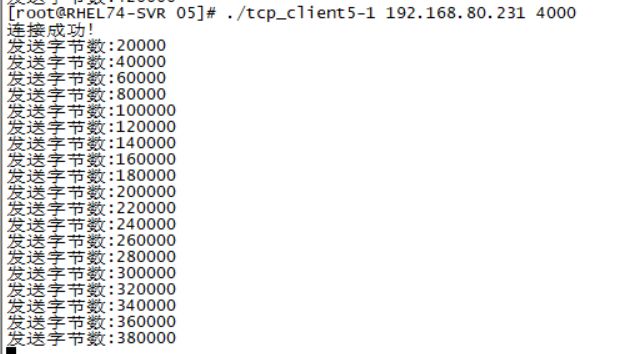 [root@RHEL74-SVR 05]# ./tcp_client5-1 192.168.80.231 4000
连接成功!
发送字节数:20000
发送字节数:40000
发送字节数:60000
发送字节数:80000
发送字节数:100000
发送字节数:120000
发送字节数:140000
发送字节数:160000
发送字节数:180000
发送字节数:200000
发送字节数:220000
发送字节数:240000
发送字节数:260000
发送字节数:280000
发送字节数:300000
发送字节数:320000
发送字节数:340000
发送字节数:360000
发送字节数:380000